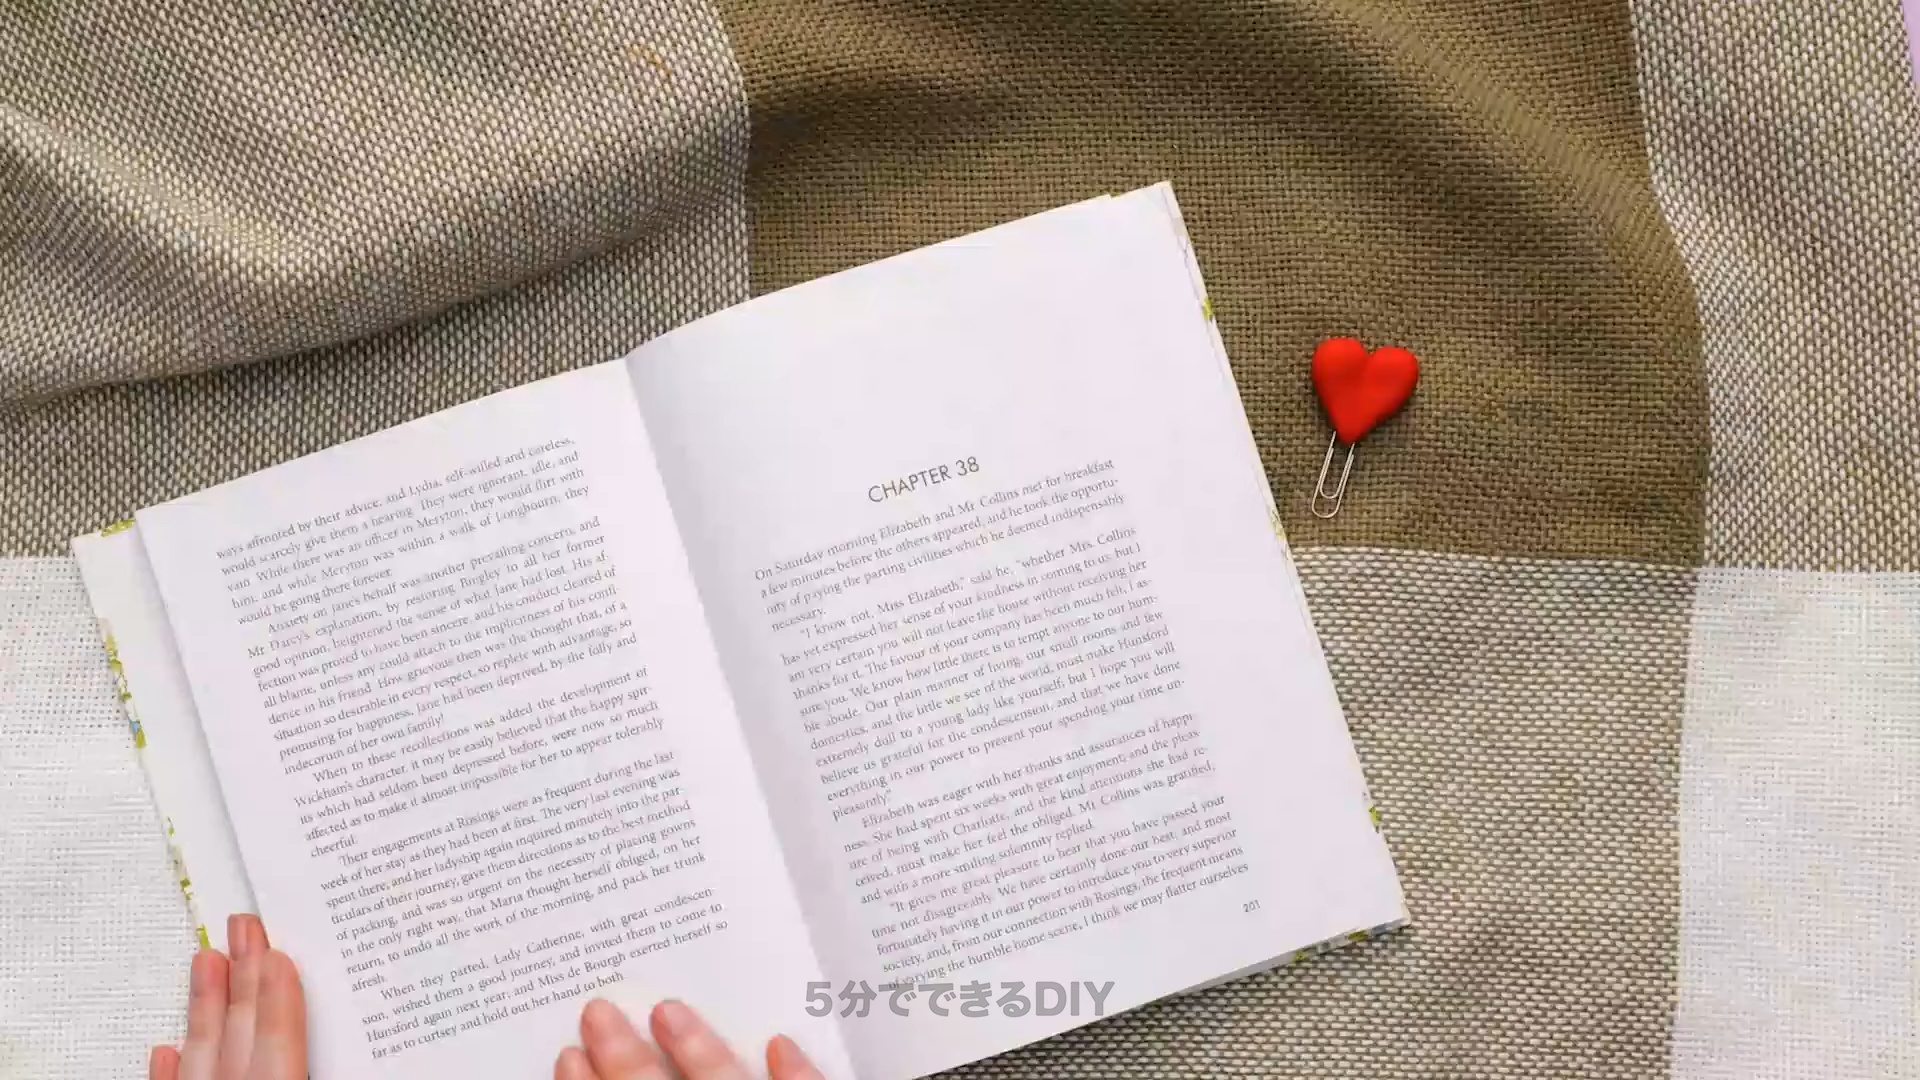 ways affronted by their advice; and Lydia, self-willed and careless,
would scarcely give them a hearing. They were ignorant, idle, and
vain. While there was an officer in Meryton, they would flirt with
him; and while Meryton was within a walk of Longbourn, they
would be going there forever.
Anxiety on Jane's behalf was another prevailing concern, and
Mr Darcy's explanation, by restoring Bingley to all her former
good opinion, heightened the sense of what Jane had lost. His af-
fection was proved to have been sincere, and his conduct cleared of
all blame, unless any could attach to the implicitness of his confi-
dence in his friend. How grievous then was the thought that, of a
situation so desirable in every respect, so replete with advantage, so
promising for happiness, Jane had been deprived, by the folly and
indecorum of her own family!
When to these recollections was added the development of
Wickham's character, it may be easily believed that the happy spir-
its which had seldom been depressed before, were now so much
affected as to make it almost impossible for her to appear tolerably
cheerful.
Their engagements at Rosings were as frequent during the last
week of her stay as they had been at first. The very last evening was
spent there; and her ladyship again inquired minutely into the par-
ticulars of their journey, gave them directions as to the best method
of packing, and was so urgent on the necessity of placing gowns
in the only right way, that Maria thought herself obliged, on her
return, to undo all the work of the morning, and pack her trunk
afresh.
When they parted, Lady Catherine, with great condescen-
sion, wished them a good journey, and invited them to come to
Hunsford again next year; and Miss de Bourgh exerted herself so
far as to curtsey and hold out her hand to both
CHAPTER 38
On Saturday morning Elizabeth and Mr Collins met for breakfast
a few minutes before the others appeared; and he took the opportu-
nity of paying the parting civilities which he deemed indispensably
necessary.
"I know not, Miss Elizabeth," said he, "whether Mrs. Collins
has yet expressed her sense of your kindness in coming to us; but I
am very certain you will not leave the house without receiving her
thanks for it. The favour of your company has been much felt, I as-
sure you. We know how little there is to tempt anyone to our hum-
ble abode. Our plain manner of living, our small rooms and few
domestics, and the little we see of the world, must make Hunsford
extremely dull to a young lady like yourself; but I hope you will
believe us grateful for the condescension, and that we have done
everything in our power to prevent your spending your time un-
pleasantly."
Elizabeth was eager with her thanks and assurances of happi-
ness. She had spent six weeks with great enjoyment; and the pleas-
ure of being with Charlotte, and the kind attentions she had re-
ceived, must make her feel the obliged. Mr. Collins was gratified,
and with a more smiling solemnity replied:
"It gives me great pleasure to hear that you have passed your
time not disagreeably. We have certainly done our best; and most
fortunately having it in our power to introduce you to very superior
society, and, from our connection with Rosings, the frequent means
of varying the humble home scene, I think we may flatter ourselves
201
5分でできるDIY